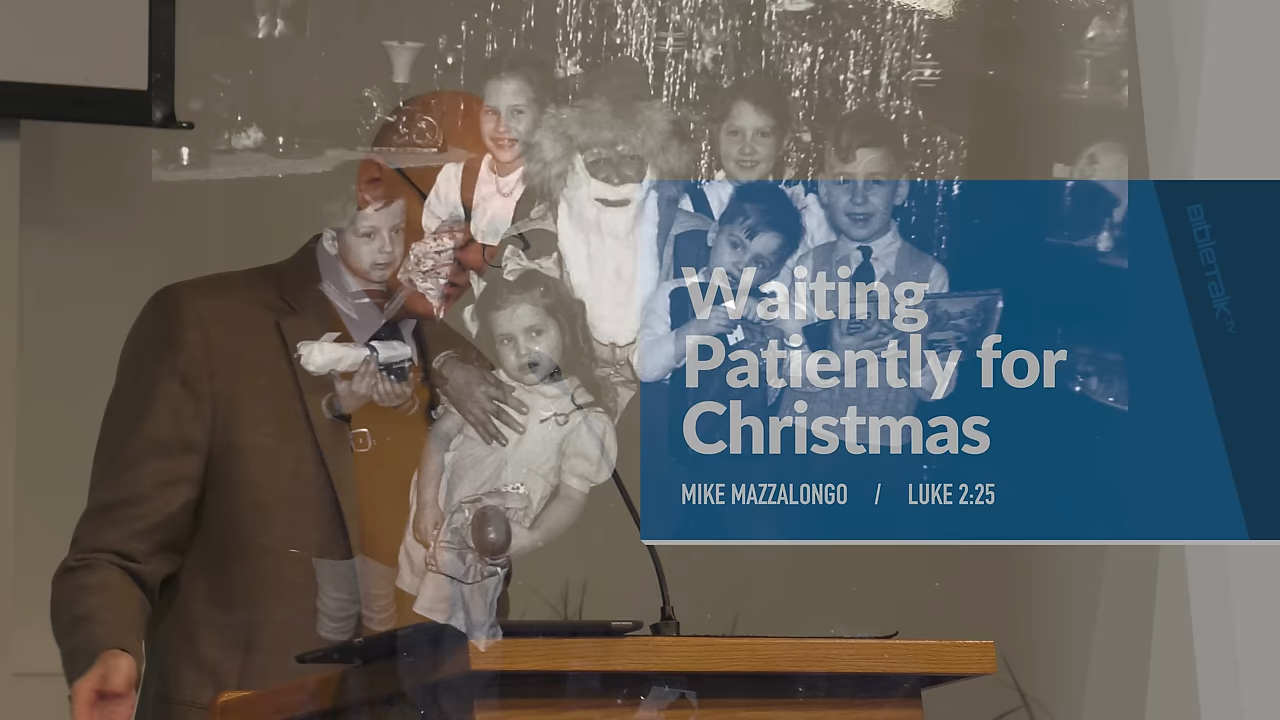 Waiting
Patiently for
Christmas
MIKE MAZZALONGO / LUKE 2:25
BibleTalk.TV